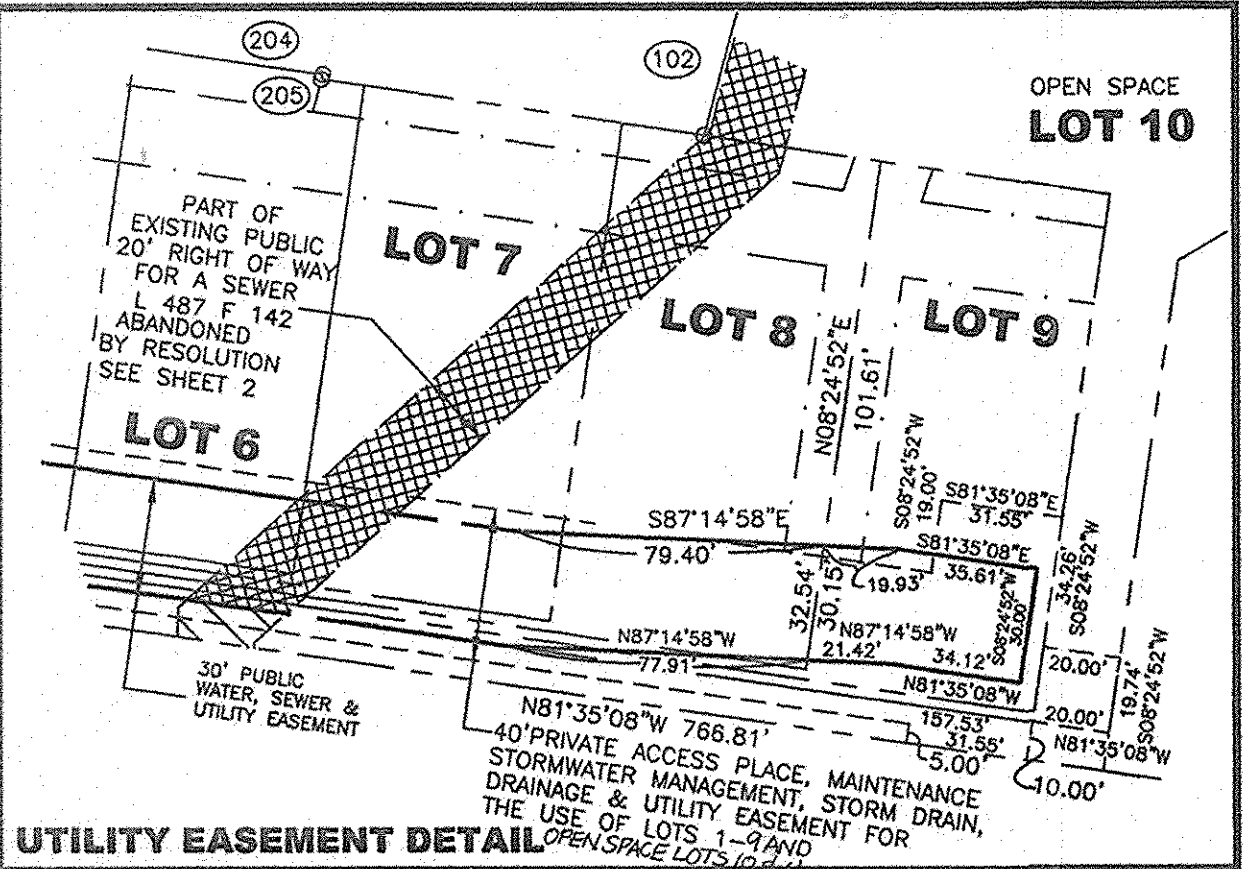 204
205
102
OPEN SPACE
LOT 10
PART OF
EXISTING PUBLIC
20' RIGHT OF WAY
FOR A SEWER
L 487 F 142
ABANDONED
BY RESOLUTION
SEE SHEET 2
LOT 7
LOT 8
LOT 9
LOT 6
N08°24'52"E
101.61'
S08°24'52"W
19.00'
S81°35'08"E
31.55'
S87°14'58"E
79.40'
S81°35'08"E
35.61'
19.93'
32.54'
30.15'
S08°24'52"W
30.00'
34.26'
S08°24'52"W
N87°14'58"W
77.91'
N87°14'58"W
21.42'
34.12'
N81°35'08"W
20.00'
19.74'
S08°24'52"W
30' PUBLIC
WATER, SEWER &
UTILITY EASEMENT
N81°35'08"W 766.81'
157.53'
31.55'
5.00'
20.00'
N81°35'08"W
10.00'
40'PRIVATE ACCESS PLACE, MAINTENANCE
STORMWATER MANAGEMENT, STORM DRAIN,
DRAINAGE & UTILITY EASEMENT FOR
THE USE OF LOTS 1-9 AND
OPEN SPACE LOTS 10
UTILITY EASEMENT DETAIL